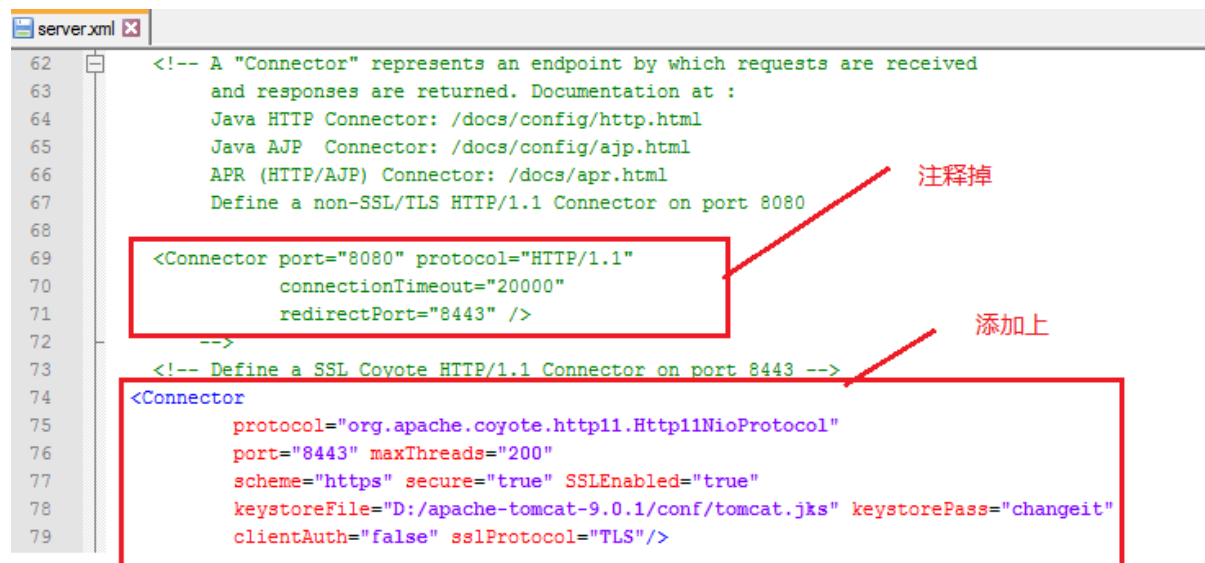 server.xml
62 <!-- A "Connector" represents an endpoint by which requests are received
63 and responses are returned. Documentation at :
64 Java HTTP Connector: /docs/config/http.html
65 Java AJP  Connector: /docs/config/ajp.html
66 APR (HTTP/AJP) Connector: /docs/apr.html
注释掉
67 Define a non-SSL/TLS HTTP/1.1 Connector on port 8080
68
69 <Connector port="8080" protocol="HTTP/1.1"
70 connectionTimeout="20000"
71 redirectPort="8443" />
添加上
72 -->
73 <!-- Define a SSL Coyote HTTP/1.1 Connector on port 8443 -->
74 <Connector
75 protocol="org.apache.coyote.http11.Http11NioProtocol"
76 port="8443" maxThreads="200"
77 scheme="https" secure="true" SSLEnabled="true"
78 keystoreFile="D:/apache-tomcat-9.0.1/conf/tomcat.jks" keystorePass="changeit"
79 clientAuth="false" sslProtocol="TLS"/>